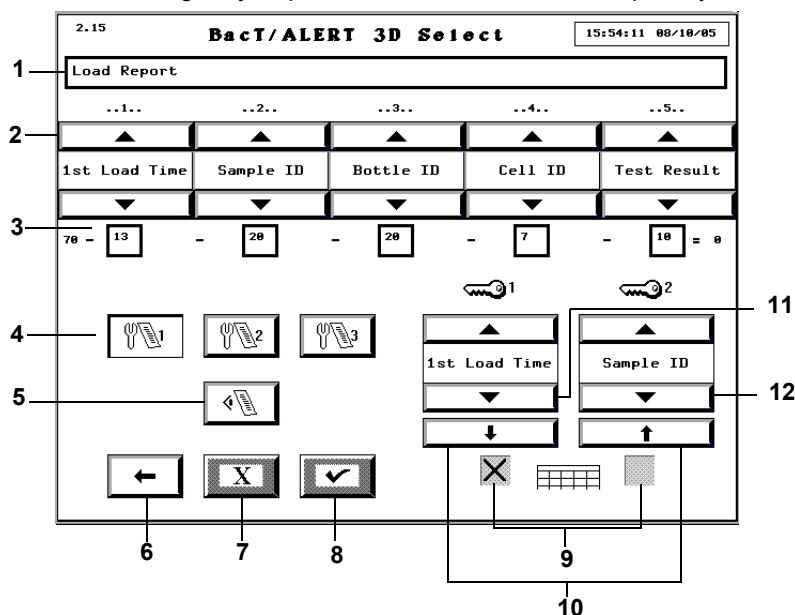 2.15 BacT/ALERT 3D Select 15:54:11 08/10/05
1 Load Report
..1.. ..2.. ..3.. ..4.. ..5..
2
1st Load Time Sample ID Bottle ID Cell ID Test Result
3
70 - 13 - 20 - 20 - 7 - 10 = 0
1 2
11
4 1 2 3
1st Load Time Sample ID
5 12
X
6 7 8
9
10